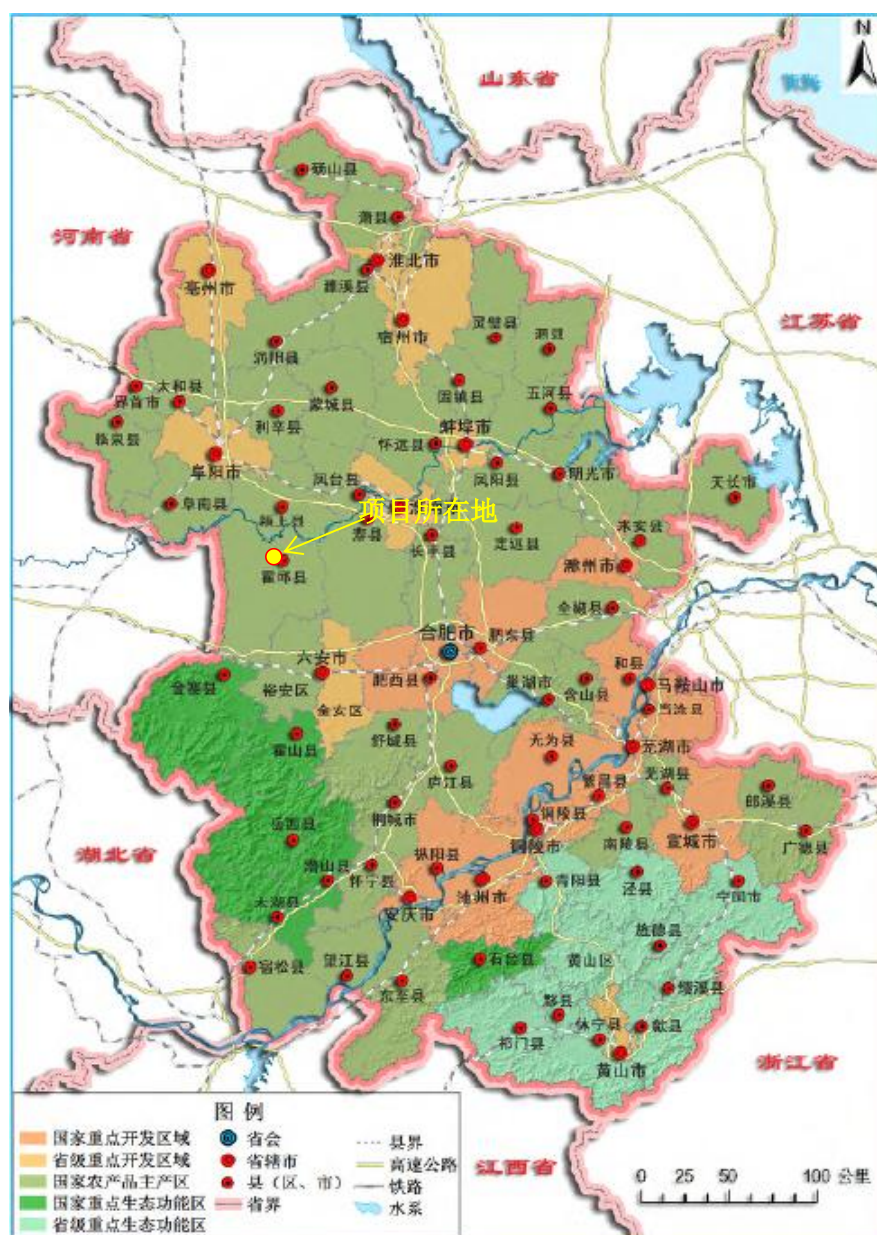 N
山东省
黄海
砀山县
萧县
河南省
淮北市
濉溪县
亳州市
宿州市
灵璧县
泗县
江苏省
涡阳县
太和县
界首市
蒙城县
固镇县
五河县
利辛县
临泉县
怀远县
蚌埠市
阜阳市
凤台县
凤阳县
明光市
天长市
阜南县
颍上县
项目所在地
寿县
长丰县
定远县
来安县
霍邱县
滁州市
全椒县
合肥市
肥东县
六安市
和县
金寨县
裕安区
肥西县
巢湖市
含山县
马鞍山市
金安区
当涂县
霍山县
舒城县
无为县
芜湖市
庐江县
芜湖县
繁昌县
郎溪县
桐城市
铜陵县
岳西县
铜陵市
南陵县
宣城市
广德县
湖北省
枞阳县
潜山县
怀宁县
池州市
青阳县
泾县
宁国市
太湖县
安庆市
旌德县
宿松县
望江县
石台县
黄山区
东至县
绩溪县
黟县
休宁县
歙县
祁门县
黄山市
浙江省
图 例
国家重点开发区域
省级重点开发区域
国家农产品主产区
国家重点生态功能区
省级重点生态功能区
省会
省辖市
县（区、市）
省界
县界
高速公路
铁路
水系
江西省
0 25 50 100 公里